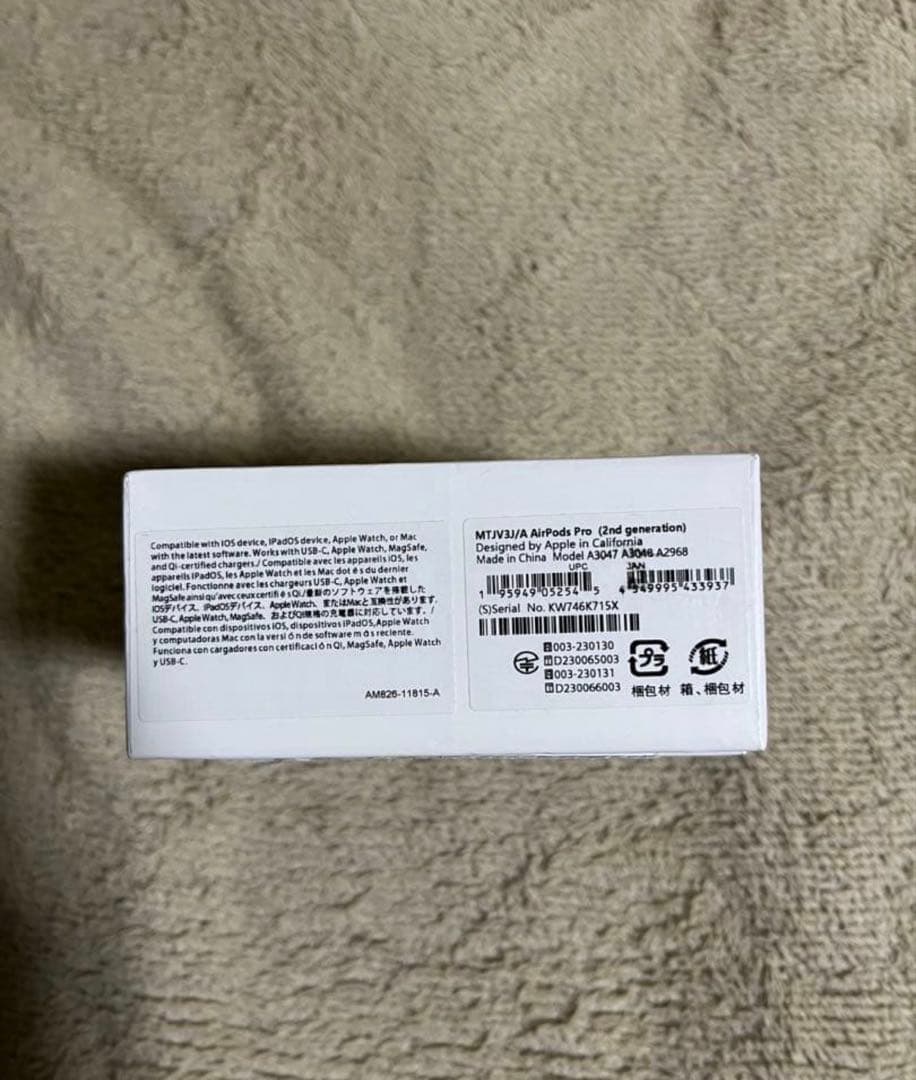 Compatible with IOS device, IPadOS device, Apple Watch, or Mac
with the latest software. Works with USB-C, Apple Watch, MagSafe,
and Qi-certified chargers./ Compatible avec les appareils iOS, les
appareils IPadOS, les Apple Watch et les Mac dot é s du dernier
logiciel. Fonctionne avec les chargeurs USB-C, Apple Watch et
MagSafe ainsi qu'avec ceux certifi é s Qi./最新のソフトウェアを搭載した
IOSデバイス、iPadOSデバイス、Apple Watch、またはMacと互換性があります。
USB-C, Apple Watch, MagSafe、およびQi規格の充電器に対応しています。/
Compatible con dispositivos iOS, dispositivos IPadOS,Apple Watch
y computadoras Mac con la versi ó n de software m á s reciente.
Funciona con cargadores con certificaci ó n Qi, MagSafe, Apple Watch
y USB-C.
AM826-11815-A
MTJV3J/A AirPods Pro (2nd generation)
Designed by Apple in California
Made in China Model A3047 A3048 A2968
UPC JAN
1 95949 05254 5 4 549995 433937
(S)Serial No. KW746K715X
003-230130
D230065003
003-230131
D230066003
プラ 紙
梱包材 箱、梱包材